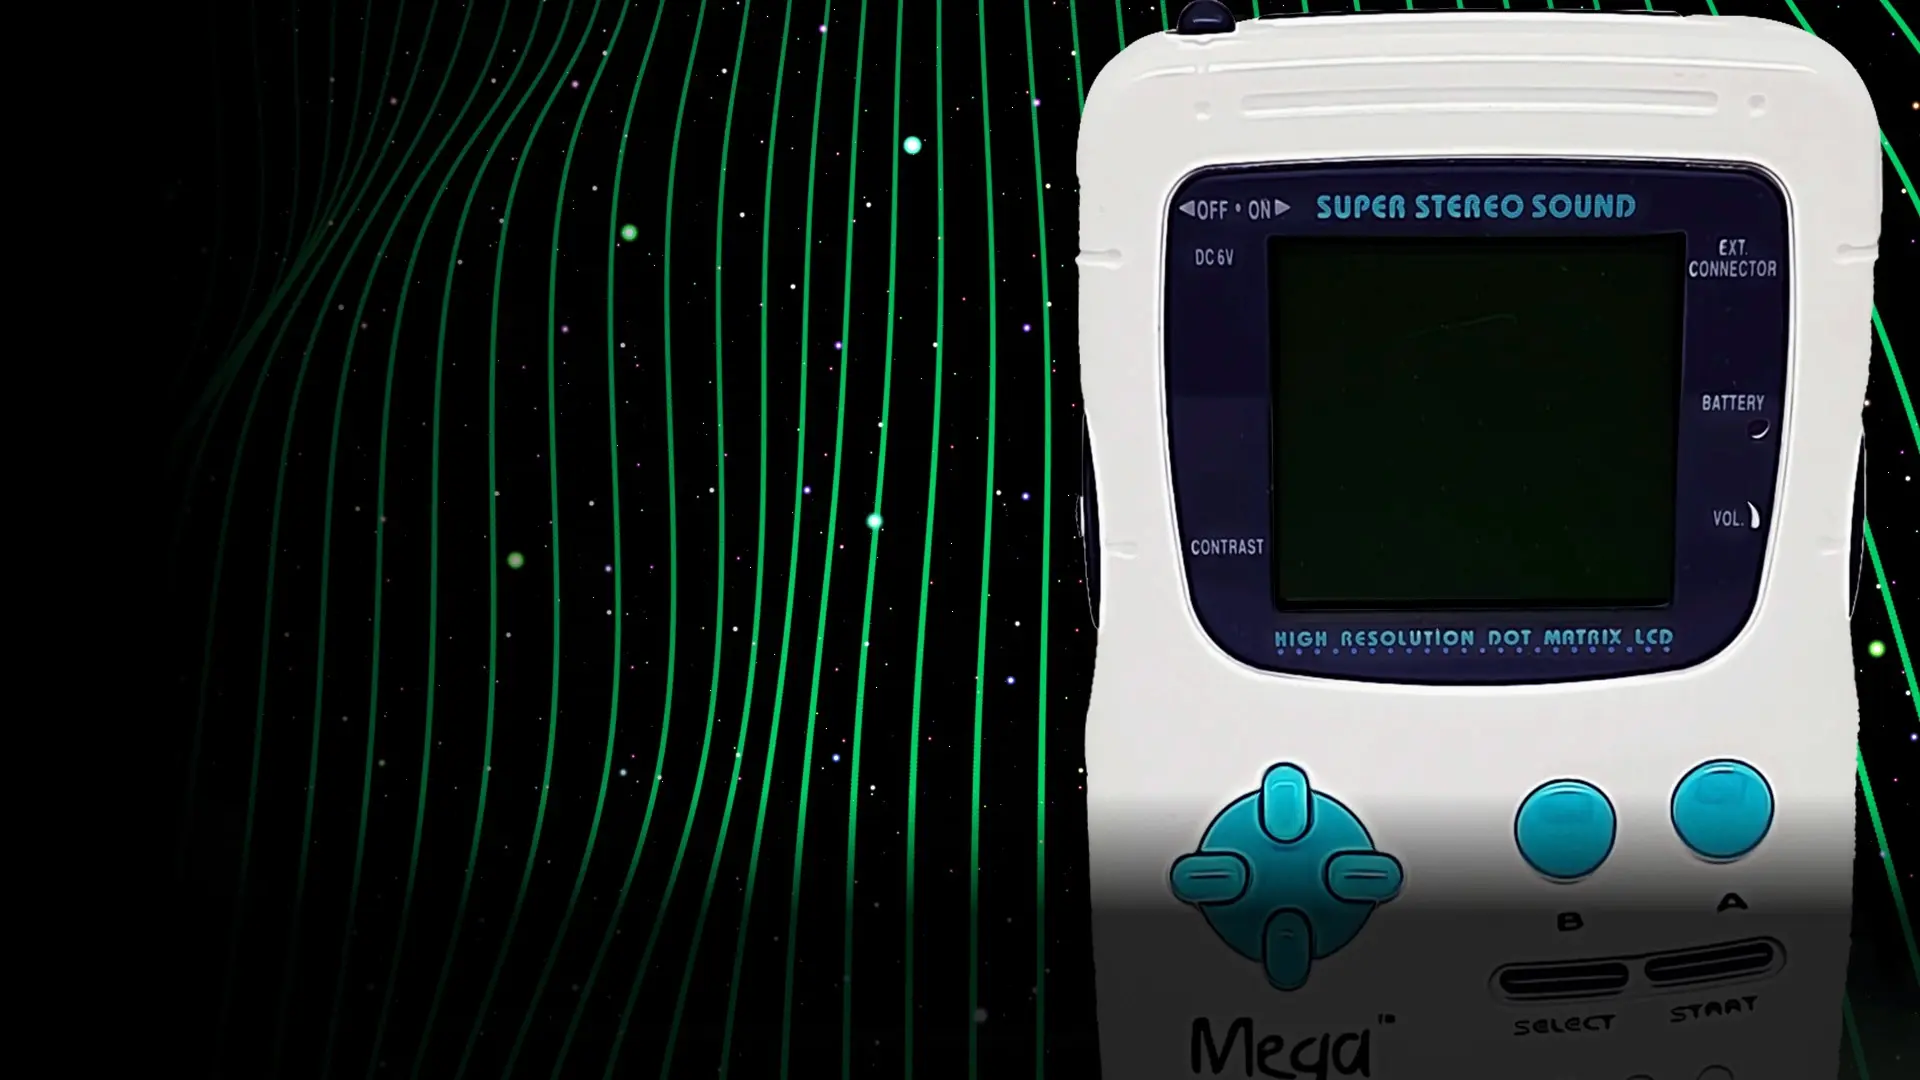 ◀OFF • ON▶ SUPER STEREO SOUND
DC 6V
EXT.
CONNECTOR
BATTERY
VOL.
CONTRAST
HIGH RESOLUTION DOT MATRIX LCD
B
A
SELECT
START
Mega™